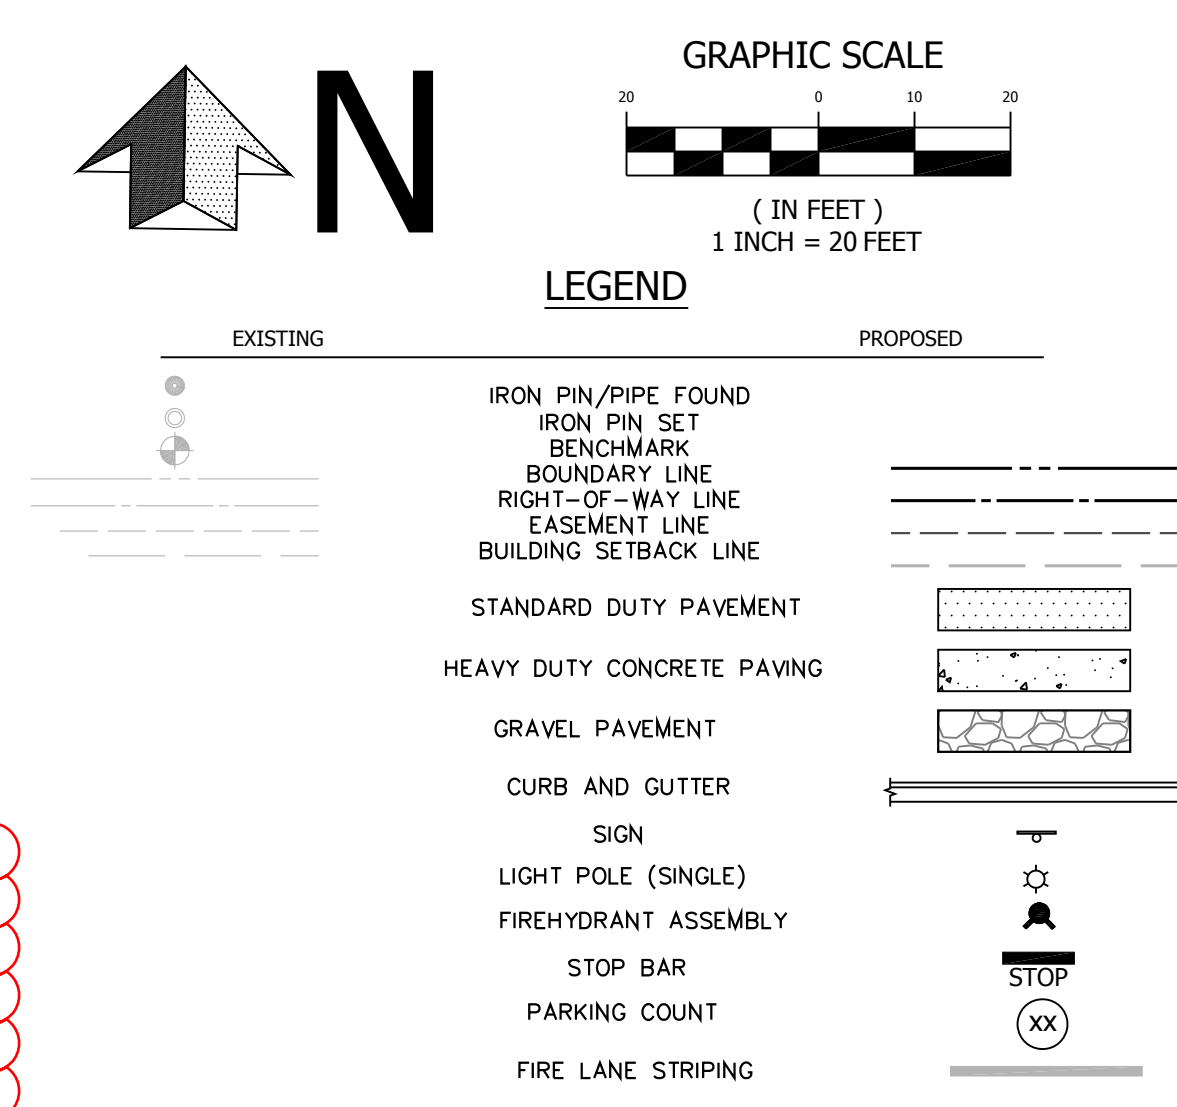 N
GRAPHIC SCALE
20 0 10 20
( IN FEET )
1 INCH = 20 FEET
LEGEND
EXISTING PROPOSED
IRON PIN/PIPE FOUND
IRON PIN SET
BENCHMARK
BOUNDARY LINE
RIGHT-OF-WAY LINE
EASEMENT LINE
BUILDING SETBACK LINE
STANDARD DUTY PAVEMENT
HEAVY DUTY CONCRETE PAVING
GRAVEL PAVEMENT
CURB AND GUTTER
SIGN
LIGHT POLE (SINGLE)
FIREHYDRANT ASSEMBLY
STOP BAR
STOP
PARKING COUNT
XX
FIRE LANE STRIPING